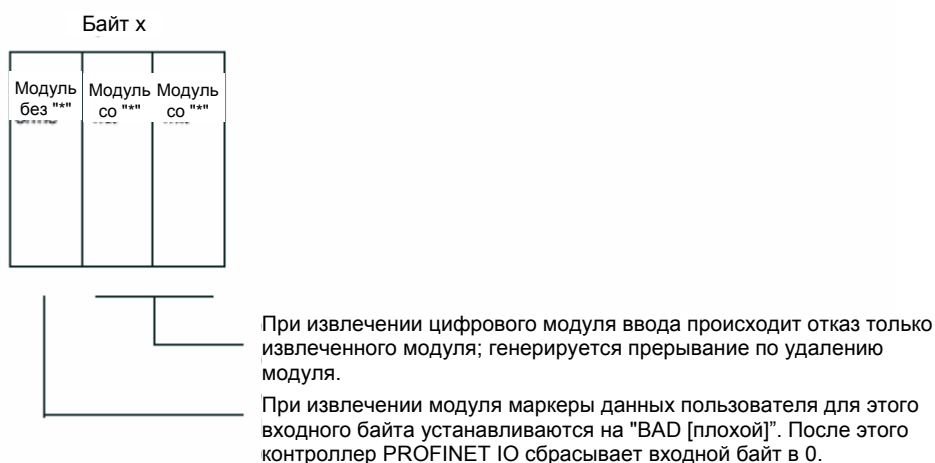 Байт x
Модуль без "*"
Модуль со "*"
Модуль со "*"
При извлечении цифрового модуля ввода происходит отказ только
извлеченного модуля; генерируется прерывание по удалению
модуля.
При извлечении модуля маркеры данных пользователя для этого
входного байта устанавливаются на "BAD [плохой]”. После этого
контроллер PROFINET IO сбрасывает входной байт в 0.